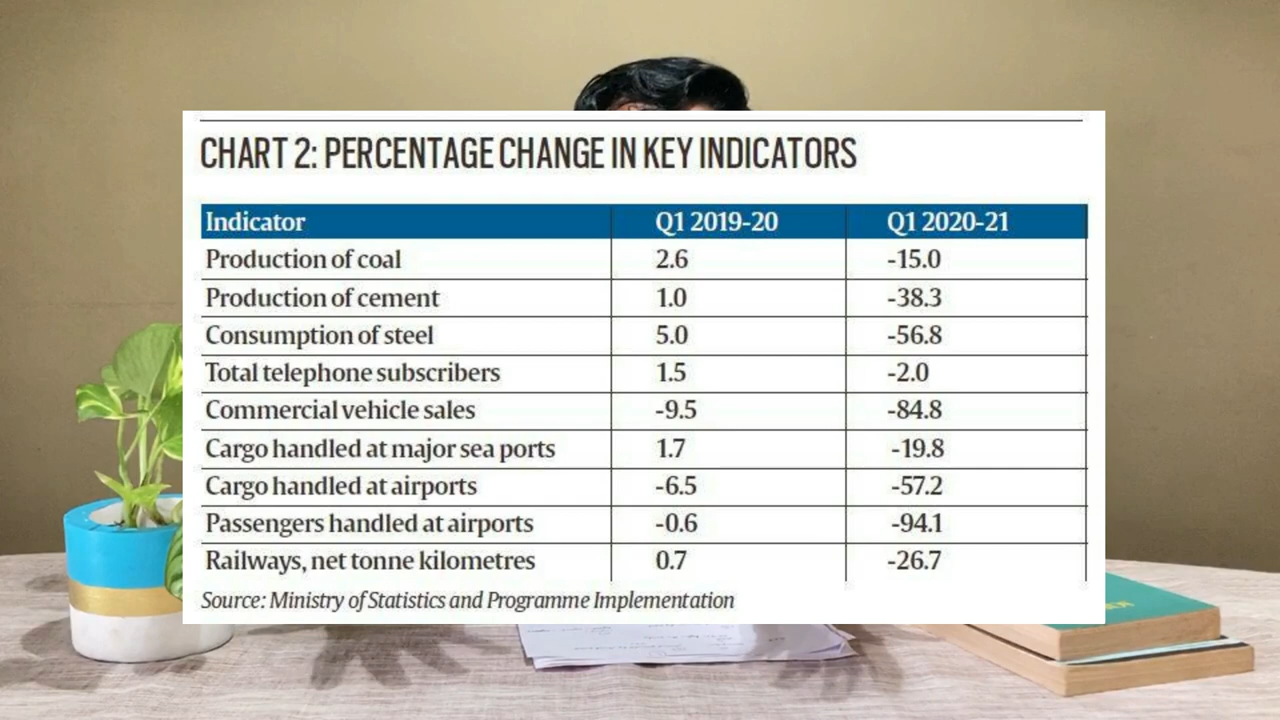 CHART 2: PERCENTAGE CHANGE IN KEY INDICATORS
Indicator Q1 2019-20 Q1 2020-21
Production of coal 2.6 -15.0
Production of cement 1.0 -38.3
Consumption of steel 5.0 -56.8
Total telephone subscribers 1.5 -2.0
Commercial vehicle sales -9.5 -84.8
Cargo handled at major sea ports 1.7 -19.8
Cargo handled at airports -6.5 -57.2
Passengers handled at airports -0.6 -94.1
Railways, net tonne kilometres 0.7 -26.7
Source: Ministry of Statistics and Programme Implementation